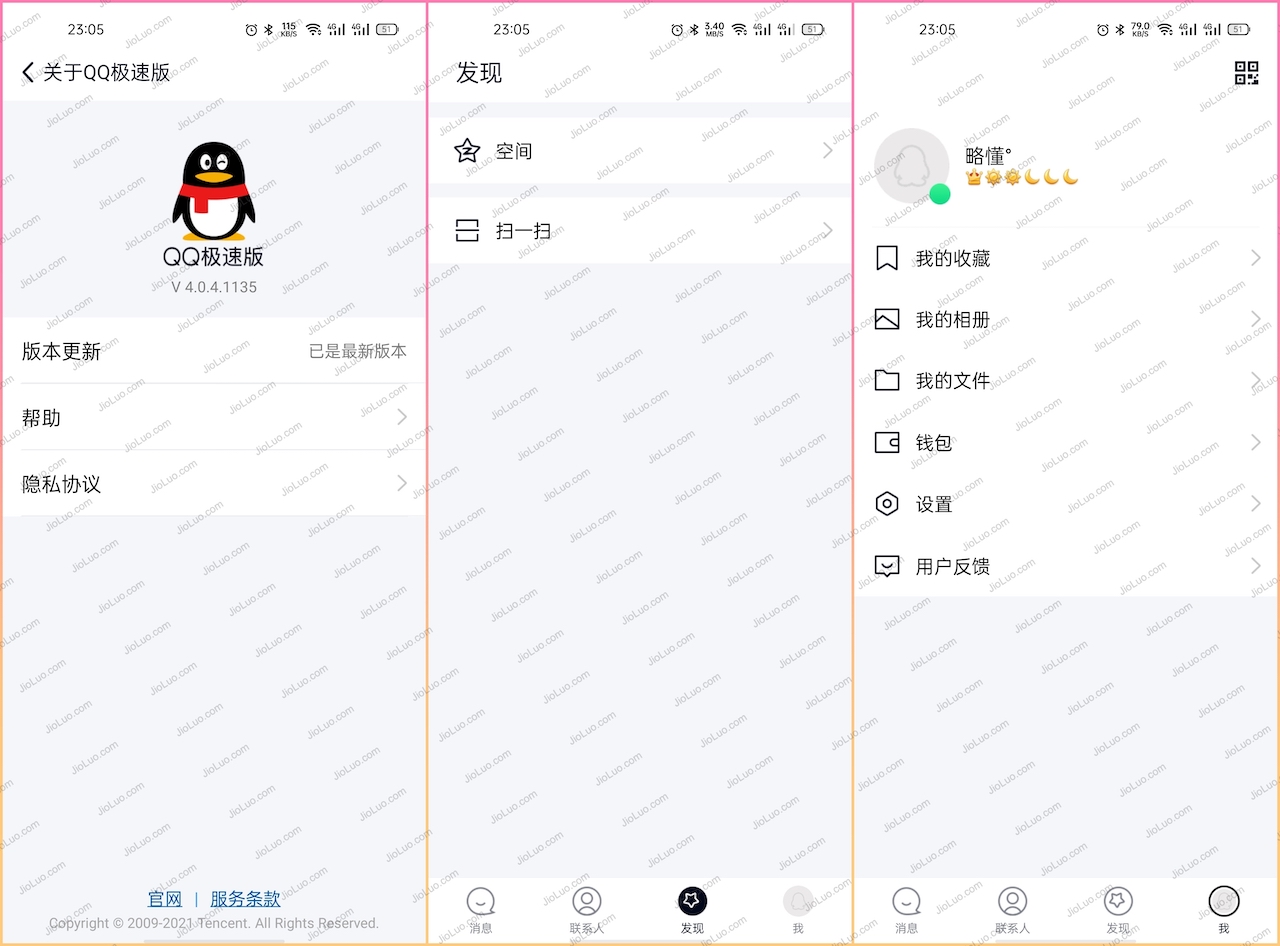 23:05
115 KB/S 4G 4G 51
关于QQ极速版
QQ极速版
V 4.0.4.1135
版本更新 已是最新版本
帮助
隐私协议
官网 | 服务条款
Copyright © 2009-2021 Tencent. All Rights Reserved.
23:05
3.40 MB/S 4G 4G 51
发现
空间
扫一扫
消息 联系人 发现 我
23:05
79.0 KB/S 4G 4G 51
略懂°
我的收藏
我的相册
我的文件
钱包
设置
用户反馈
消息 联系人 发现 我
JioLuo.com